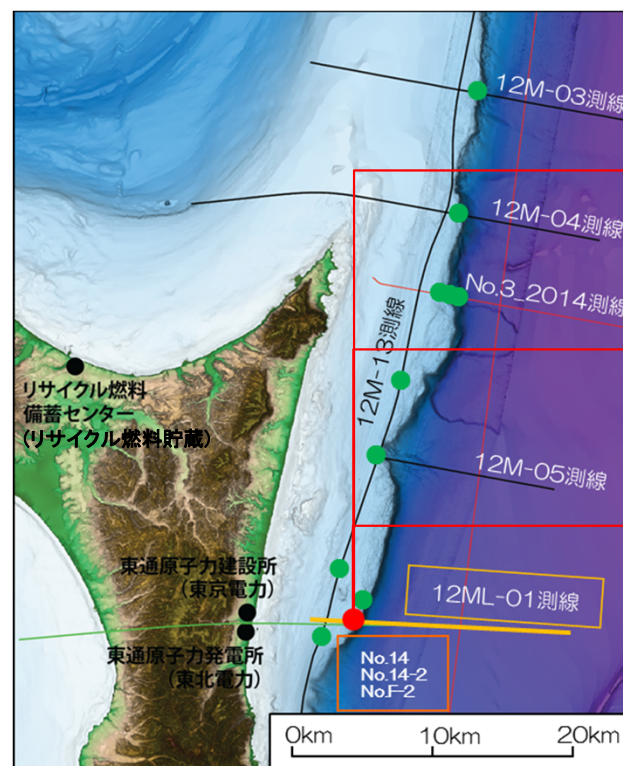 12M-03測線
12M-04測線
No.3_2014測線
12M-13測線
リサイクル燃料
備蓄センター
(リサイクル燃料貯蔵)
12M-05測線
東通原子力建設所
(東京電力)
12ML-01測線
東通原子力発電所
(東北電力)
No.14
No.14-2
No.F-2
0km 10km 20km